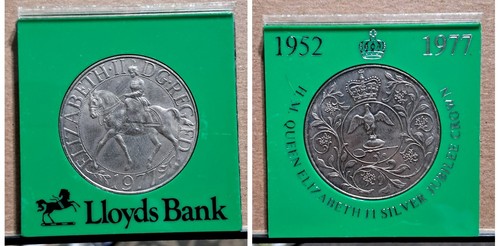 ELIZABETH·II D·G·REG·F·D
1977
Lloyds Bank
1952 1977
H.M. QUEEN ELIZABETH II SILVER JUBILEE CROWN